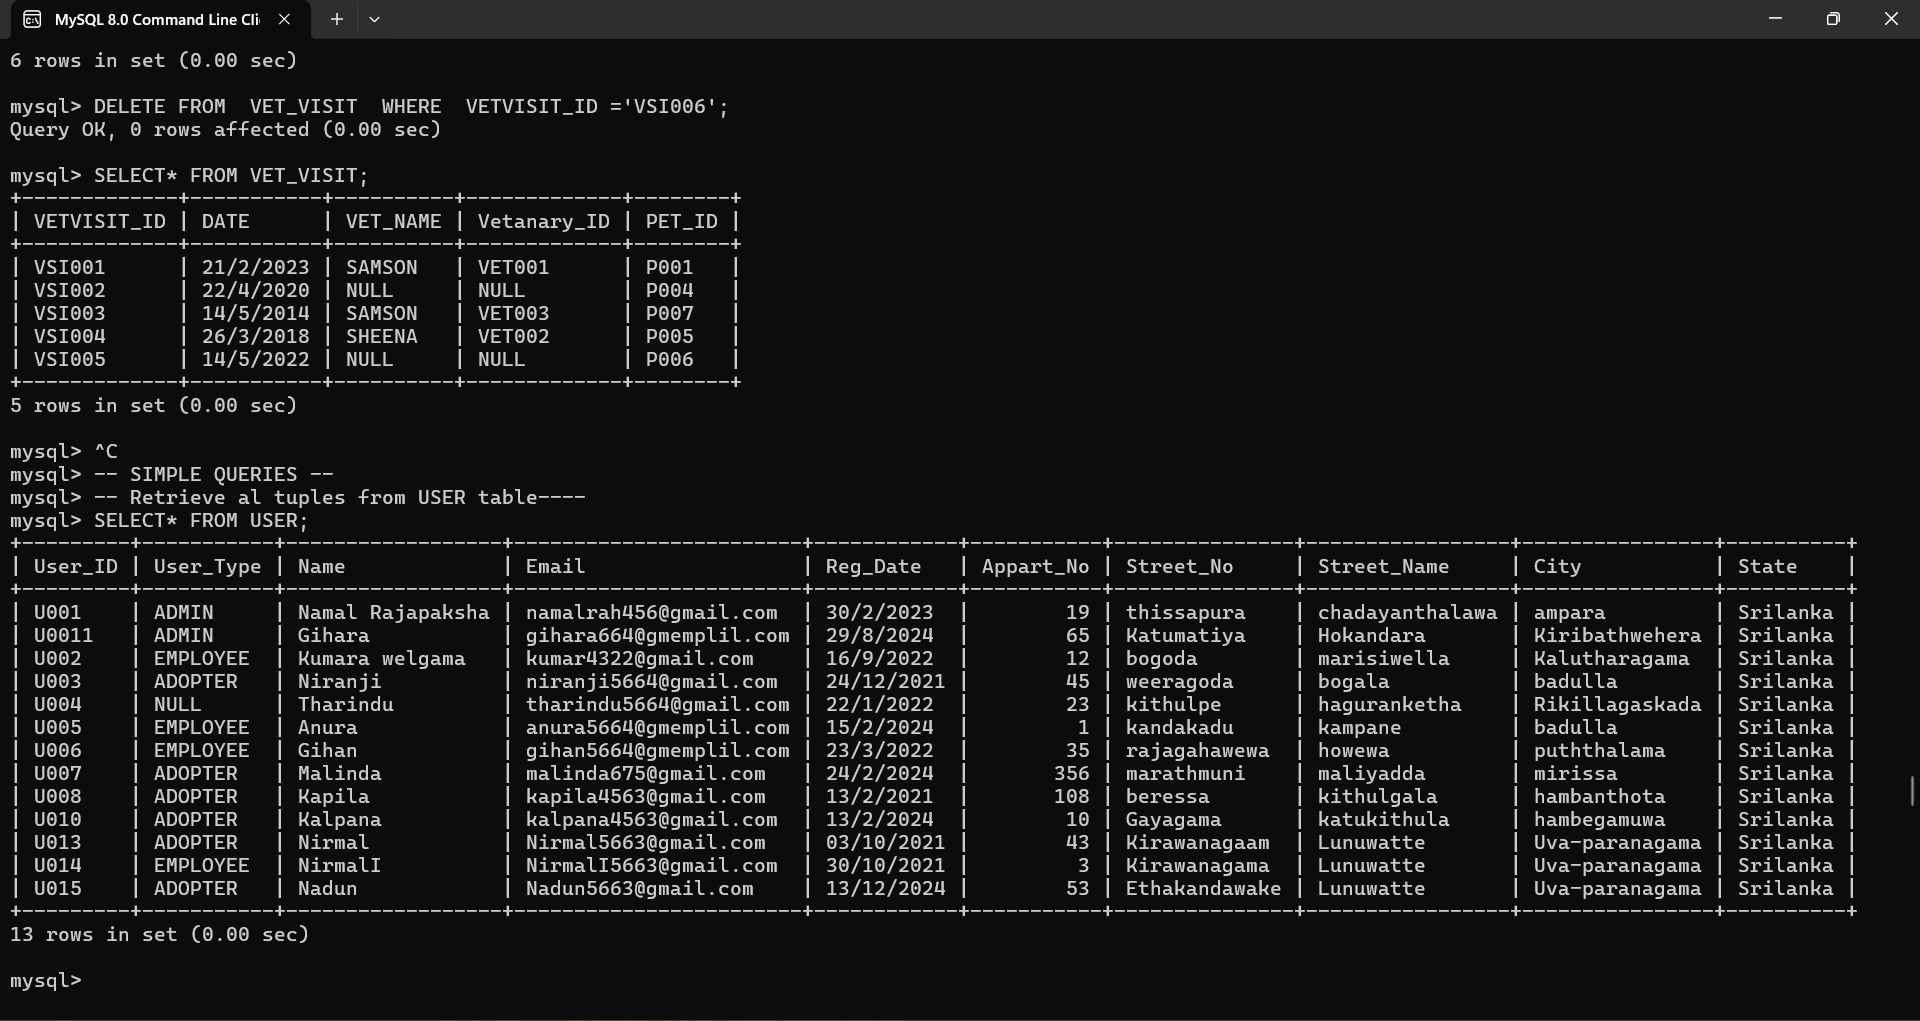 MySQL 8.0 Command Line Cli
6 rows in set (0.00 sec)
mysql> DELETE FROM  VET_VISIT  WHERE  VETVISIT_ID ='VSI006';
Query OK, 0 rows affected (0.00 sec)
mysql> SELECT* FROM VET_VISIT;
+-------------+-----------+----------+-------------+--------+
| VETVISIT_ID | DATE      | VET_NAME | Vetanary_ID | PET_ID |
+-------------+-----------+----------+-------------+--------+
| VSI001      | 21/2/2023 | SAMSON   | VET001      | P001   |
| VSI002      | 22/4/2020 | NULL     | NULL        | P004   |
| VSI003      | 14/5/2014 | SAMSON   | VET003      | P007   |
| VSI004      | 26/3/2018 | SHEENA   | VET002      | P005   |
| VSI005      | 14/5/2022 | NULL     | NULL        | P006   |
+-------------+-----------+----------+-------------+--------+
5 rows in set (0.00 sec)
mysql> ^C
mysql> -- SIMPLE QUERIES --
mysql> -- Retrieve al tuples from USER table----
mysql> SELECT* FROM USER;
+---------+-----------+------------------+------------------------+------------+-----------+---------------+-----------------+----------------+----------+
| User_ID | User_Type | Name             | Email                  | Reg_Date   | Appart_No | Street_No     | Street_Name     | City           | State    |
+---------+-----------+------------------+------------------------+------------+-----------+---------------+-----------------+----------------+----------+
| U001    | ADMIN     | Namal Rajapaksha | namalrah456@gmail.com  | 30/2/2023  |        19 | thissapura    | chadayanthalawa | ampara         | Srilanka |
| U0011   | ADMIN     | Gihara           | gihara664@gmemplil.com | 29/8/2024  |        65 | Katumatiya    | Hokandara       | Kiribathwehera | Srilanka |
| U002    | EMPLOYEE  | Kumara welgama   | kumar4322@gmail.com    | 16/9/2022  |        12 | bogoda        | marisiwella     | Kalutharagama  | Srilanka |
| U003    | ADOPTER   | Niranji          | niranji5664@gmail.com  | 24/12/2021 |        45 | weeragoda     | bogala          | badulla        | Srilanka |
| U004    | NULL      | Tharindu         | tharindu5664@gmail.com | 22/1/2022  |        23 | kithulpe      | haguranketha    | Rikillagaskada | Srilanka |
| U005    | EMPLOYEE  | Anura            | anura5664@gmemplil.com | 15/2/2024  |         1 | kandakadu     | kampane         | badulla        | Srilanka |
| U006    | EMPLOYEE  | Gihan            | gihan5664@gmemplil.com | 23/3/2022  |        35 | rajagahawewa  | howewa          | puththalama    | Srilanka |
| U007    | ADOPTER   | Malinda          | malinda675@gmail.com   | 24/2/2024  |       356 | marathmuni    | maliyadda       | mirissa        | Srilanka |
| U008    | ADOPTER   | Kapila           | kapila4563@gmail.com   | 13/2/2021  |       108 | beressa       | kithulgala      | hambanthota    | Srilanka |
| U010    | ADOPTER   | Kalpana          | kalpana4563@gmail.com  | 13/2/2024  |        10 | Gayagama      | katukithula     | hambegamuwa    | Srilanka |
| U013    | ADOPTER   | Nirmal           | Nirmal5663@gmail.com   | 03/10/2021 |        43 | Kirawanagaam  | Lunuwatte       | Uva-paranagama | Srilanka |
| U014    | EMPLOYEE  | NirmalI          | NirmalI5663@gmail.com  | 30/10/2021 |         3 | Kirawanagama  | Lunuwatte       | Uva-paranagama | Srilanka |
| U015    | ADOPTER   | Nadun            | Nadun5663@gmail.com    | 13/12/2024 |        53 | Ethakandawake | Lunuwatte       | Uva-paranagama | Srilanka |
+---------+-----------+------------------+------------------------+------------+-----------+---------------+-----------------+----------------+----------+
13 rows in set (0.00 sec)
mysql>